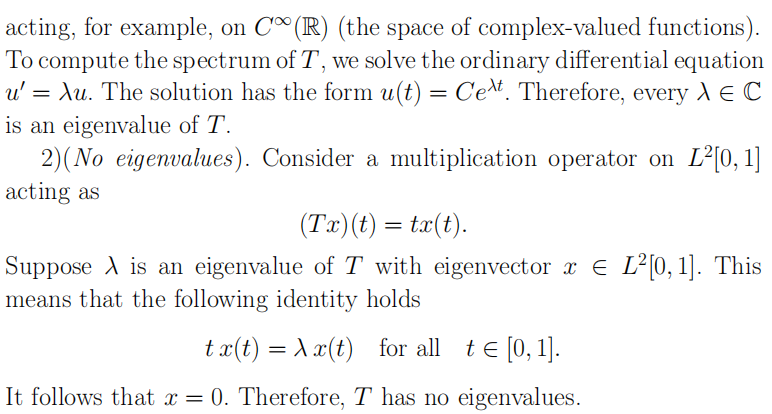 acting, for example, on C∞(ℝ) (the space of complex-valued functions).
To compute the spectrum of T, we solve the ordinary differential equation
u′ = λu. The solution has the form u(t) = Ce^{λt}. Therefore, every λ ∈ ℂ
is an eigenvalue of T.
2)(No eigenvalues). Consider a multiplication operator on L²[0, 1]
acting as
(Tx)(t) = tx(t).
Suppose λ is an eigenvalue of T with eigenvector x ∈ L²[0, 1]. This
means that the following identity holds
t x(t) = λ x(t) for all t ∈ [0, 1].
It follows that x = 0. Therefore, T has no eigenvalues.